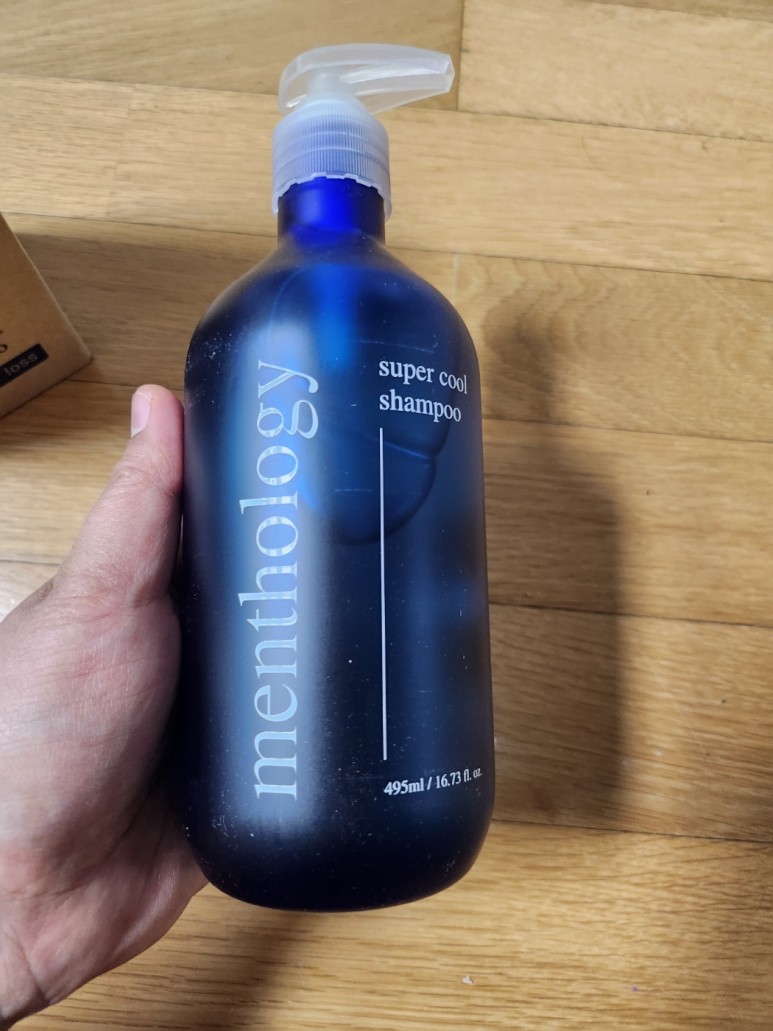 loss
menthology
super cool
shampoo
495ml / 16.73 fl. oz.